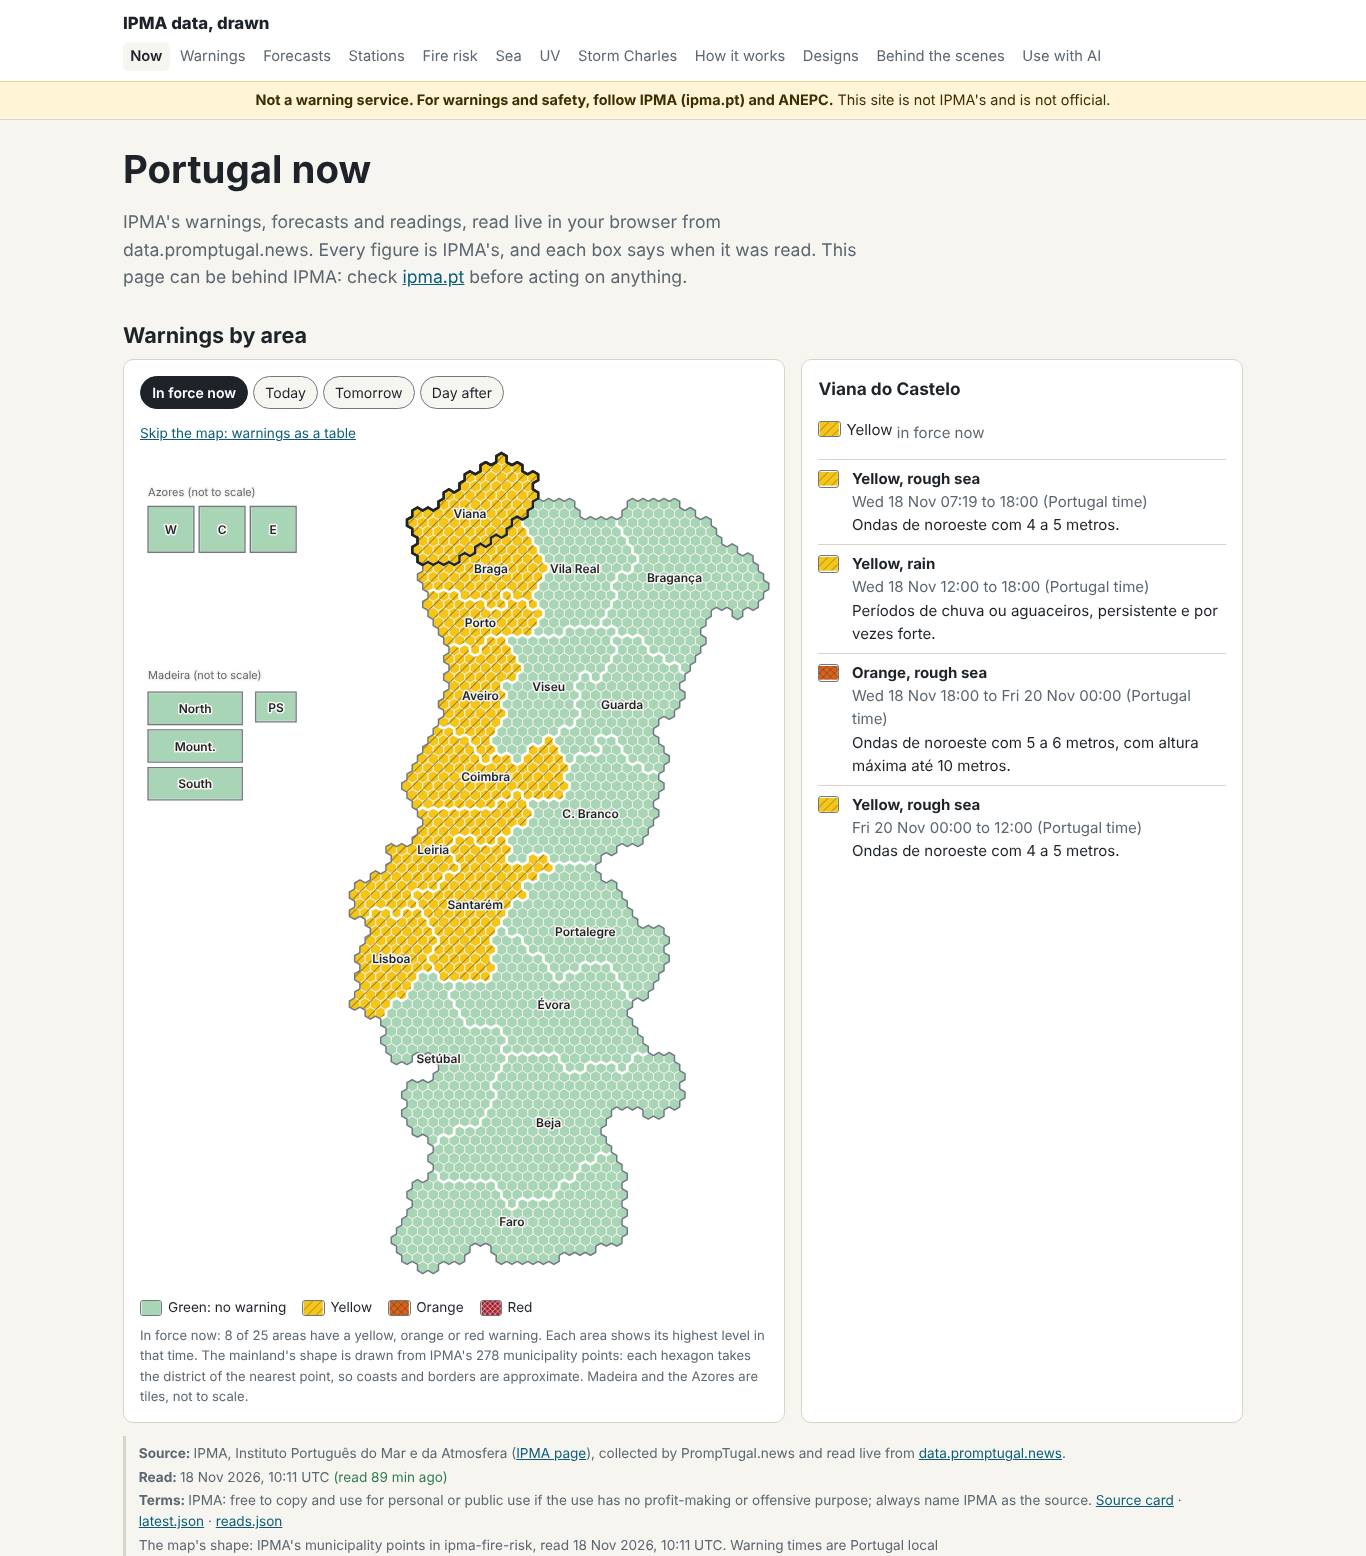 IPMA data, drawn
Now Warnings Forecasts Stations Fire risk Sea UV Storm Charles How it works Designs Behind the scenes Use with AI
Not a warning service. For warnings and safety, follow IPMA (ipma.pt) and ANEPC. This site is not IPMA's and is not official.
Portugal now
IPMA's warnings, forecasts and readings, read live in your browser from
data.promptugal.news. Every figure is IPMA's, and each box says when it was read. This
page can be behind IPMA: check ipma.pt before acting on anything.
Warnings by area
In force now Today Tomorrow Day after
Skip the map: warnings as a table
Azores (not to scale)
W C E
Madeira (not to scale)
North PS
Mount.
South
Viana
Braga Vila Real Bragança
Porto
Aveiro Viseu Guarda
Coimbra
C. Branco
Leiria
Santarém
Portalegre
Lisboa
Évora
Setúbal
Beja
Faro
Green: no warning Yellow Orange Red
In force now: 8 of 25 areas have a yellow, orange or red warning. Each area shows its highest level in
that time. The mainland's shape is drawn from IPMA's 278 municipality points: each hexagon takes
the district of the nearest point, so coasts and borders are approximate. Madeira and the Azores are
tiles, not to scale.
Viana do Castelo
Yellow in force now
Yellow, rough sea
Wed 18 Nov 07:19 to 18:00 (Portugal time)
Ondas de noroeste com 4 a 5 metros.
Yellow, rain
Wed 18 Nov 12:00 to 18:00 (Portugal time)
Períodos de chuva ou aguaceiros, persistente e por
vezes forte.
Orange, rough sea
Wed 18 Nov 18:00 to Fri 20 Nov 00:00 (Portugal
time)
Ondas de noroeste com 5 a 6 metros, com altura
máxima até 10 metros.
Yellow, rough sea
Fri 20 Nov 00:00 to 12:00 (Portugal time)
Ondas de noroeste com 4 a 5 metros.
Source: IPMA, Instituto Português do Mar e da Atmosfera (IPMA page), collected by PrompTugal.news and read live from data.promptugal.news.
Read: 18 Nov 2026, 10:11 UTC (read 89 min ago)
Terms: IPMA: free to copy and use for personal or public use if the use has no profit-making or offensive purpose; always name IPMA as the source. Source card ·
latest.json · reads.json
The map's shape: IPMA's municipality points in ipma-fire-risk, read 18 Nov 2026, 10:11 UTC. Warning times are Portugal local